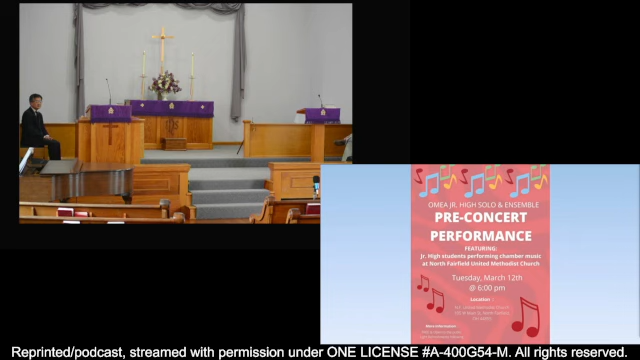 OMEA JR. HIGH SOLO & ENSEMBLE
PRE-CONCERT
PERFORMANCE
FEATURING:
Jr. High students performing chamber music
at North Fairfield United Methodist Church
Tuesday, March 12th
@ 6:00 pm
Location :
Reprinted/podcast, streamed with permission under ONE LICENSE #A-400G54-M. All rights reserved.